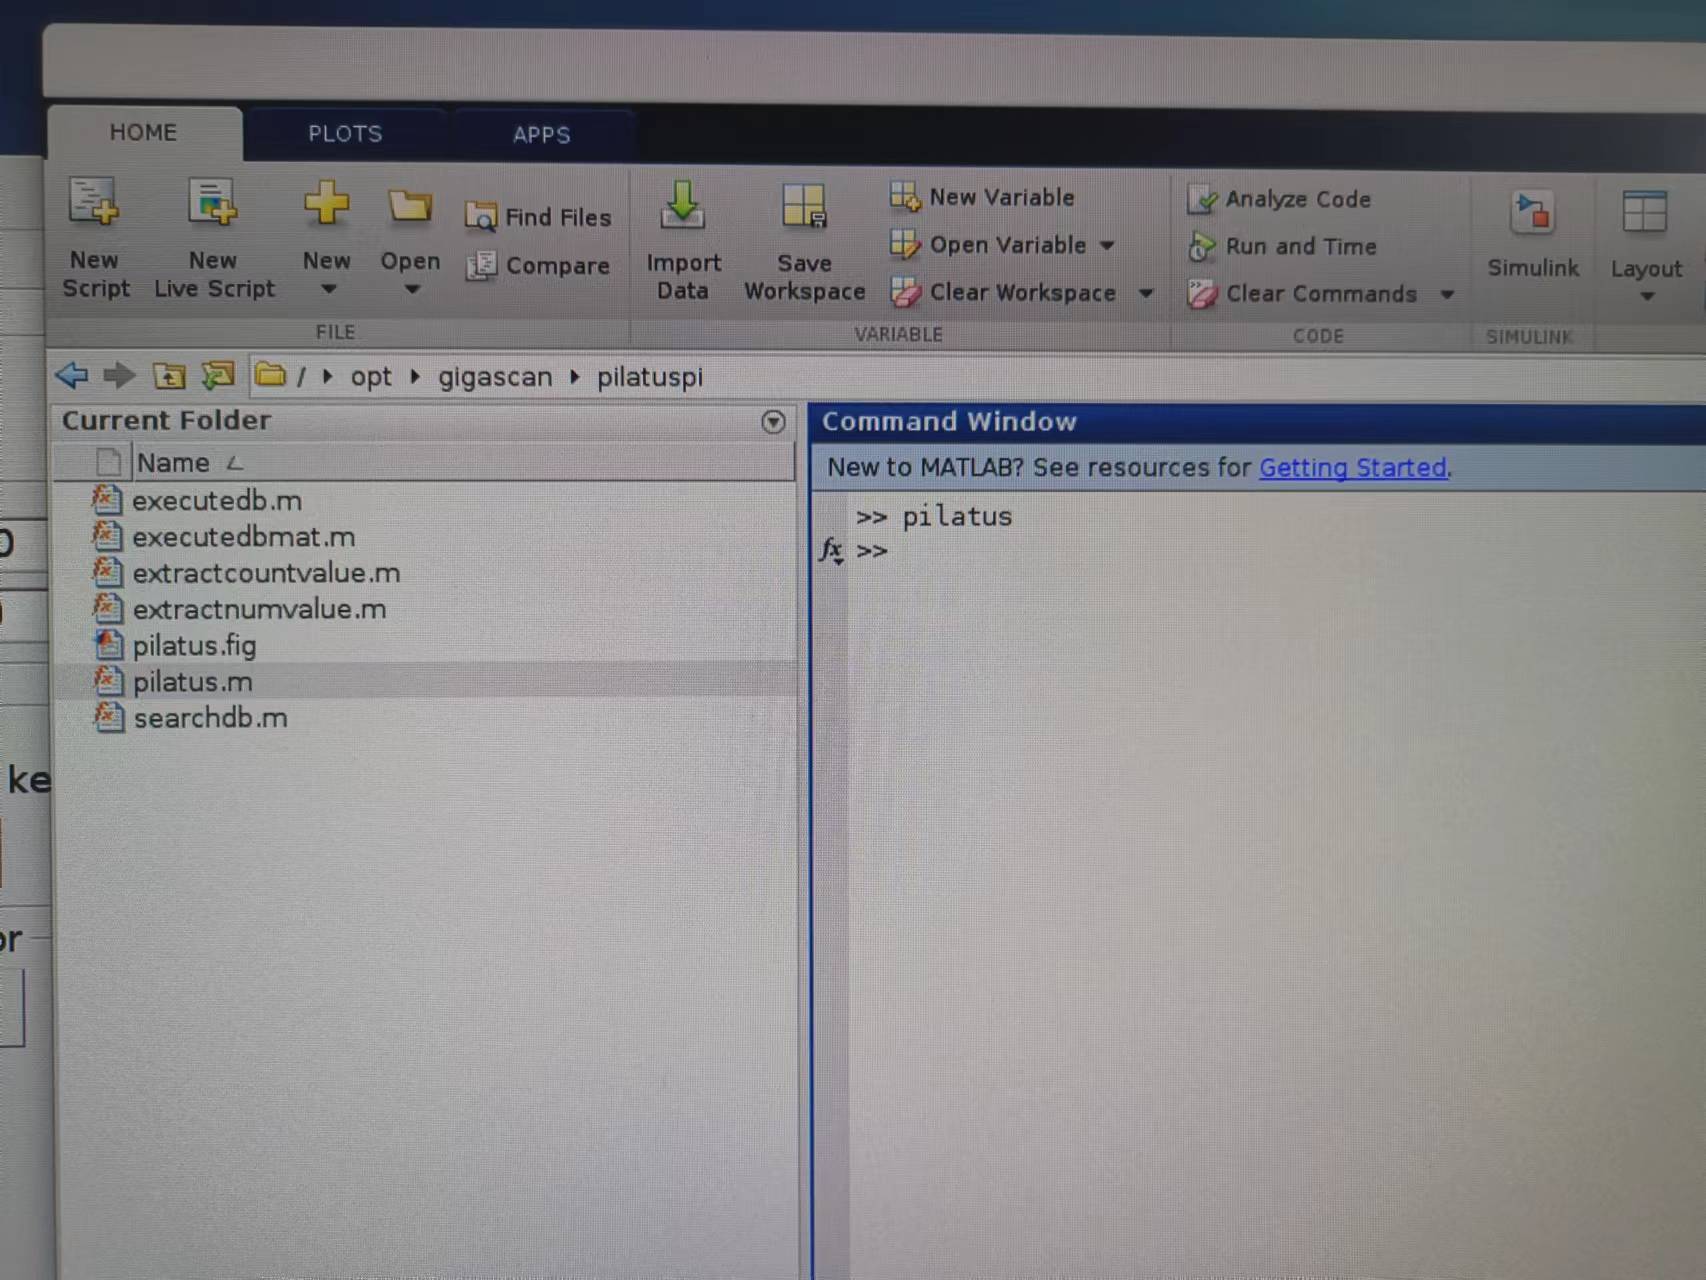 HOME
PLOTS
APPS
New Script
New Live Script
New
Open
Find Files
Compare
Import Data
Save Workspace
New Variable
Open Variable
Clear Workspace
Analyze Code
Run and Time
Clear Commands
Simulink
Layout
FILE
VARIABLE
CODE
SIMULINK
/ opt gigascan pilatuspi
Current Folder
Name
executedb.m
executedbmat.m
extractcountvalue.m
extractnumvalue.m
pilatus.fig
pilatus.m
searchdb.m
Command Window
New to MATLAB? See resources for Getting Started.
>> pilatus
fx >>
ke
or